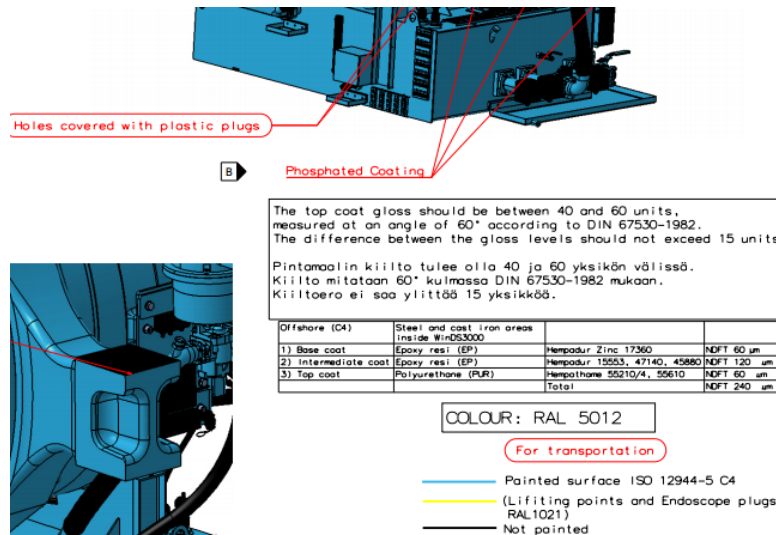 Holes covered with plastic plugs
B
Phosphated Coating
The top coat gloss should be between 40 and 60 units,
measured at an angle of 60° according to DIN 67530-1982.
The difference between the gloss levels should not exceed 15 units
Pintamaalin kiilto tulee olla 40 ja 60 yksikön välissä.
Kiilto mitataan 60° kulmassa DIN 67530-1982 mukaan.
Kiiltoero ei saa ylittää 15 yksikköä.
Offshore (C4) Steel and cast iron areas
inside WinDS3000
1) Base coat Epoxy resi (EP) Hempadur Zinc 17360 NDFT 60 µm
2) Intermediate coat Epoxy resi (EP) Hempadur 15553, 47140, 45880 NDFT 120 µm
3) Top coat Polyurethane (PUR) Hempathane 55210/4, 55610 NDFT 60 µm
Total NDFT 240 µm
COLOUR: RAL 5012
For transportation
Painted surface ISO 12944-5 C4
(Lifiting points and Endoscope plugs
RAL1021)
Not painted